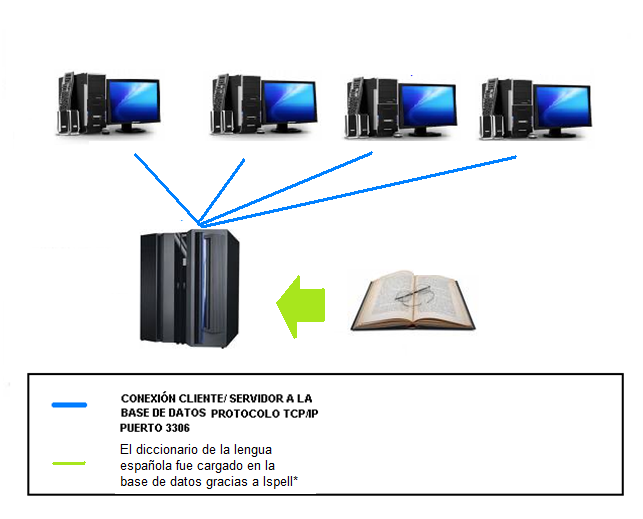 CONEXIÓN CLIENTE/ SERVIDOR A LA
BASE DE DATOS PROTOCOLO TCP/IP
PUERTO 3306
El diccionario de la lengua
española fue cargado en la
base de datos gracias a Ispell*